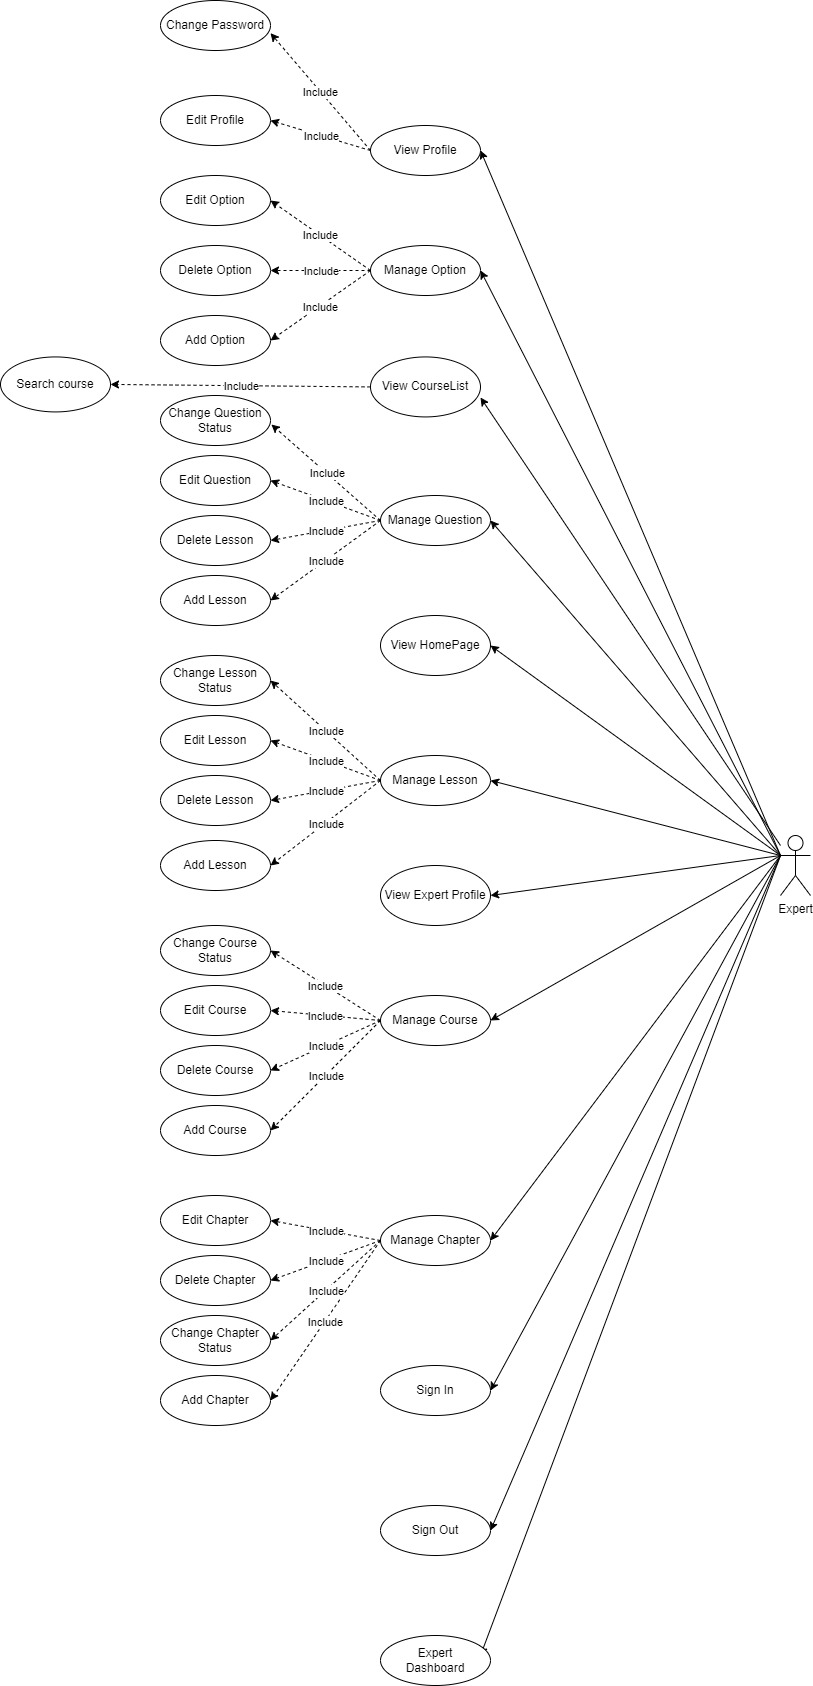 Change Password
Include
Edit Profile
Include
View Profile
Edit Option
Include
Delete Option
Include
Manage Option
Include
Add Option
Search course
Include
View CourseList
Change Question
Status
Include
Edit Question
Include
Manage Question
Include
Delete Lesson
Include
Add Lesson
View HomePage
Change Lesson
Status
Include
Edit Lesson
Include
Manage Lesson
Include
Delete Lesson
Include
Add Lesson
View Expert Profile
Expert
Change Course
Status
Include
Edit Course
Include
Manage Course
Include
Delete Course
Include
Add Course
Edit Chapter
Include
Manage Chapter
Include
Delete Chapter
Include
Include
Change Chapter
Status
Add Chapter
Sign In
Sign Out
Expert
Dashboard